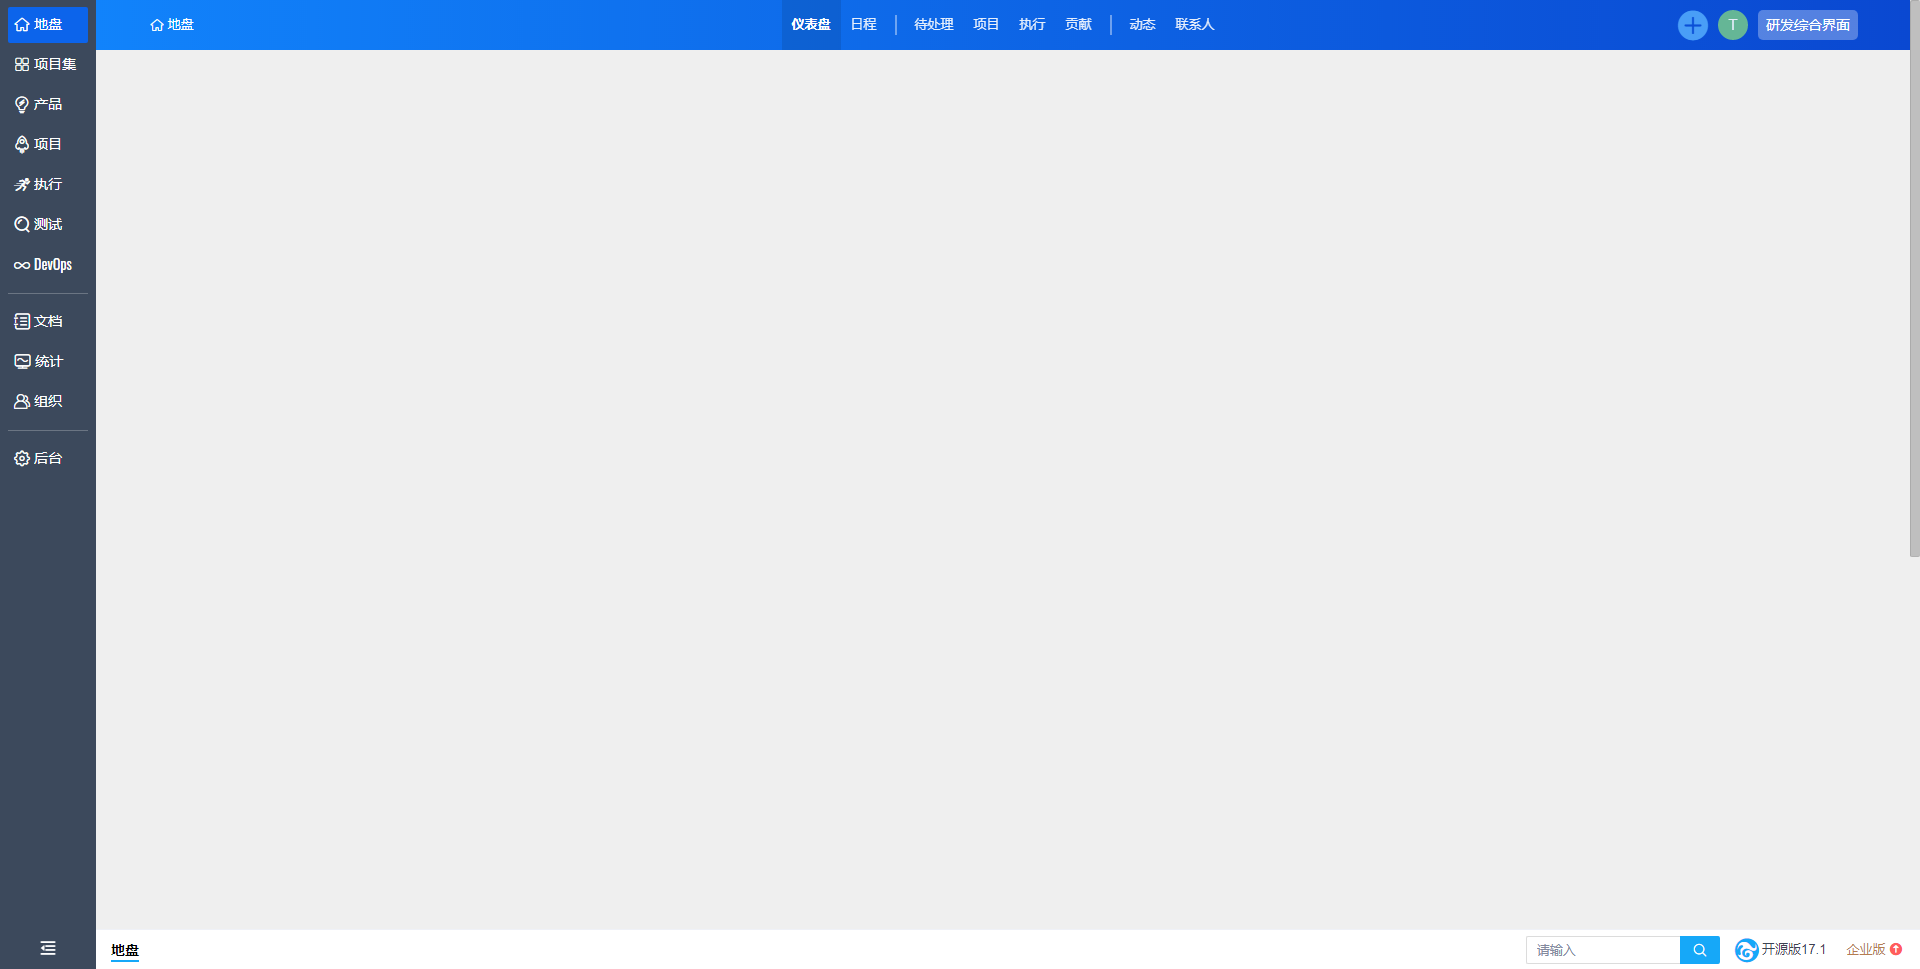 地盘
项目集
产品
项目
执行
测试
DevOps
文档
统计
组织
后台
地盘
仪表盘 日程 待处理 项目 执行 贡献 动态 联系人
T 研发综合界面
地盘
请输入 开源版17.1 企业版